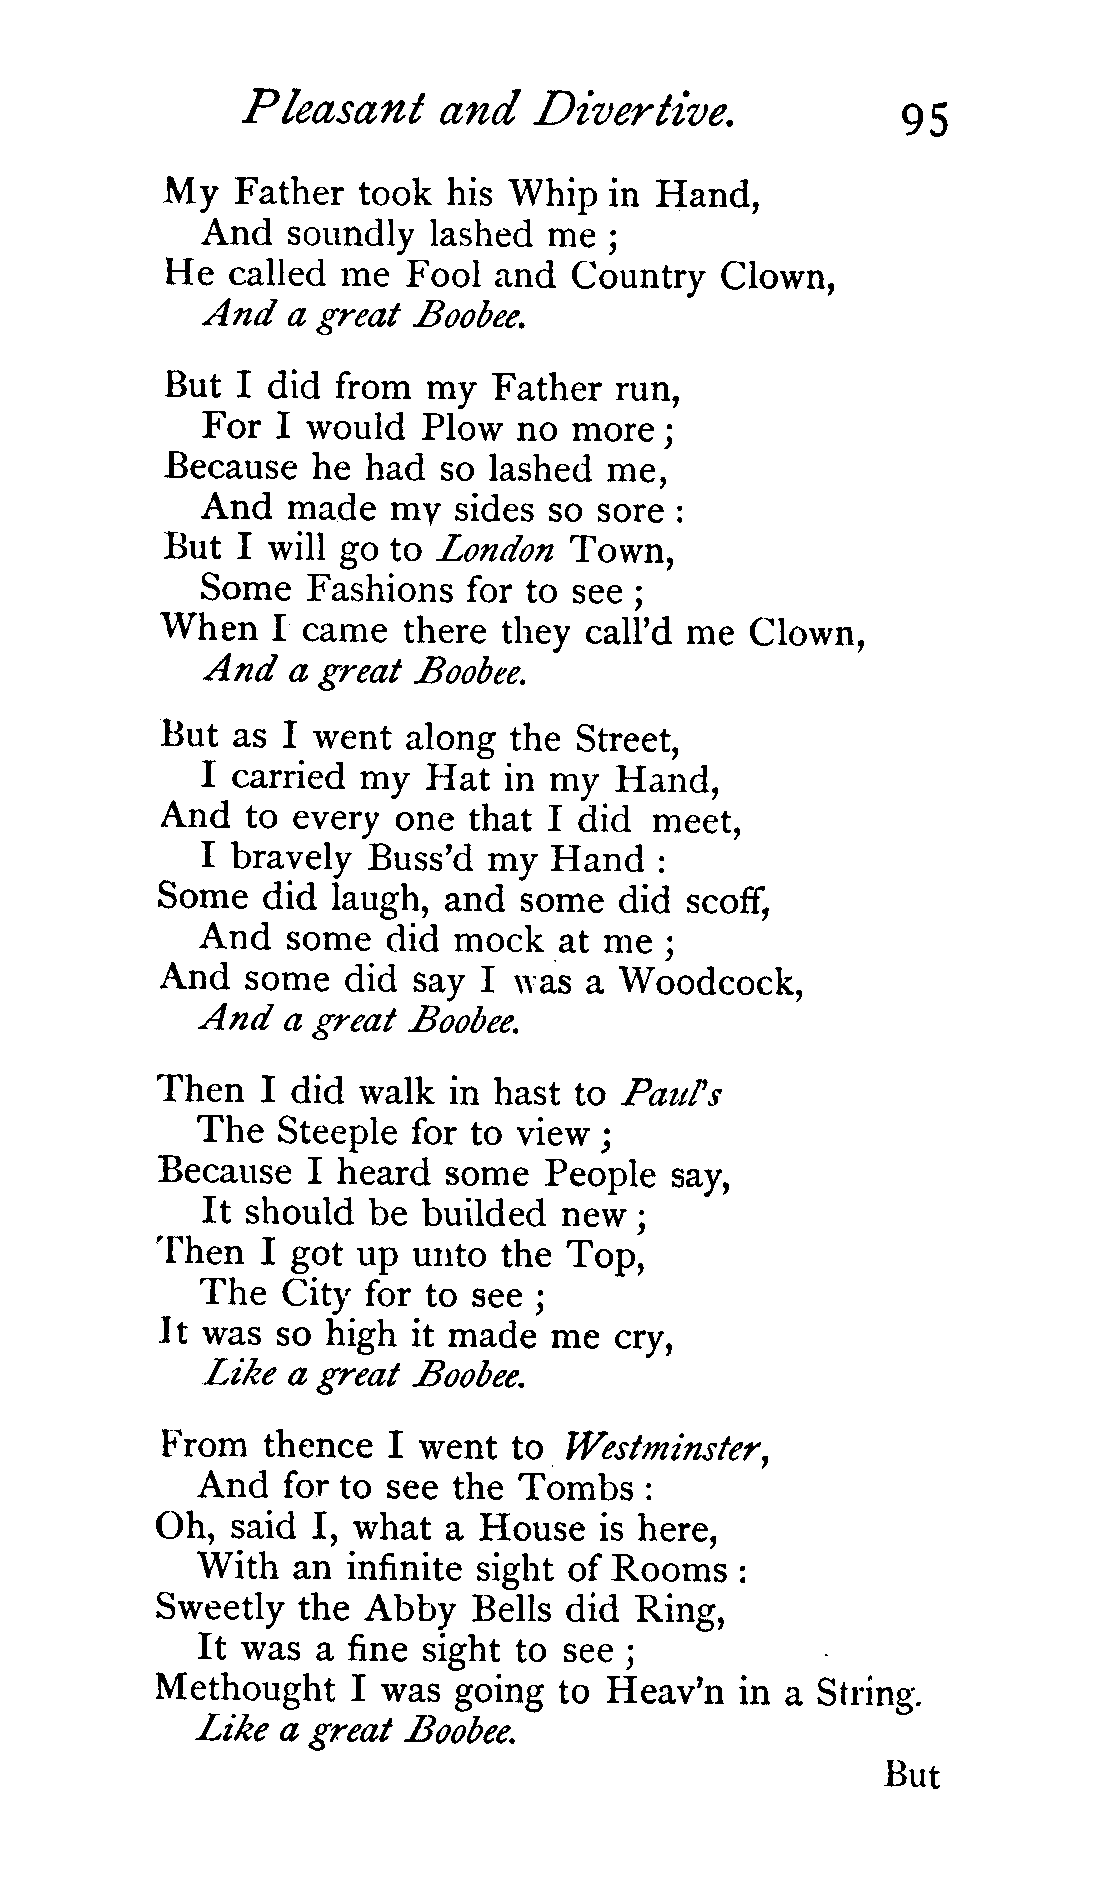 Pleasant and Divertive. 95
My Father took his Whip in Hand,
And soundly lashed me ;
He called me Fool and Country Clown,
And a great Boobee.
But I did from my Father run,
For I would Plow no more ;
Because he had so lashed me,
And made my sides so sore :
But I will go to London Town,
Some Fashions for to see ;
When I came there they call'd me Clown,
And a great Boobee.
But as I went along the Street,
I carried my Hat in my Hand,
And to every one that I did meet,
I bravely Buss'd my Hand :
Some did laugh, and some did scoff,
And some did mock at me ;
And some did say I was a Woodcock,
And a great Boobee.
Then I did walk in hast to Paul's
The Steeple for to view ;
Because I heard some People say,
It should be builded new ;
Then I got up unto the Top,
The City for to see ;
It was so high it made me cry,
Like a great Boobee.
From thence I went to Westminster,
And for to see the Tombs :
Oh, said I, what a House is here,
With an infinite sight of Rooms :
Sweetly the Abby Bells did Ring,
It was a fine sight to see ;
Methought I was going to Heav'n in a String.
Like a great Boobee.
But